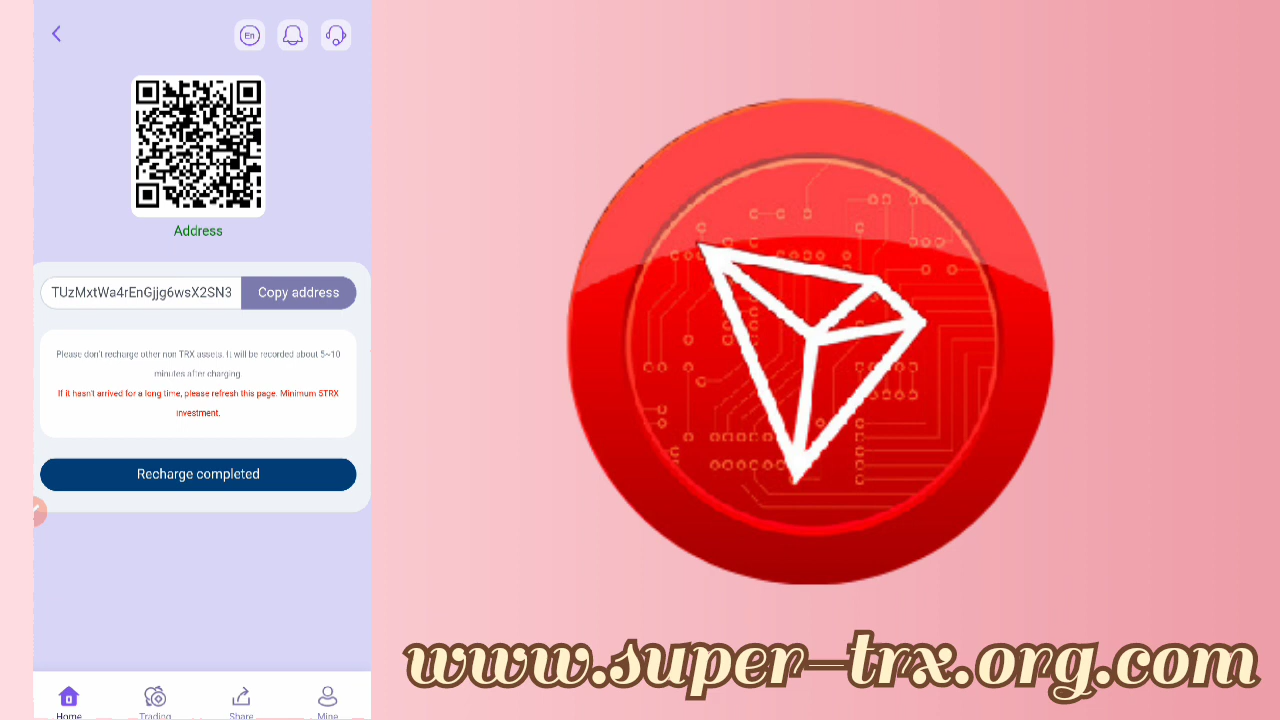 En
Address
TUzMxtWa4rEnGjjg6wsX2SN3
Copy address
Please don't recharge other non TRX assets. It will be recorded about 5~10
minutes after charging
If it hasn't arrived for a long time, please refresh this page. Minimum 5TRX
investment.
Recharge completed
Home
Trading
Share
Mine
www.super-trx.org.com